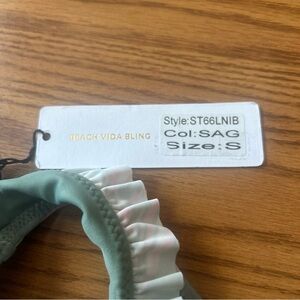 BEACH VIDA BLING
Style:ST66LNIB
Col:SAG
Size:S